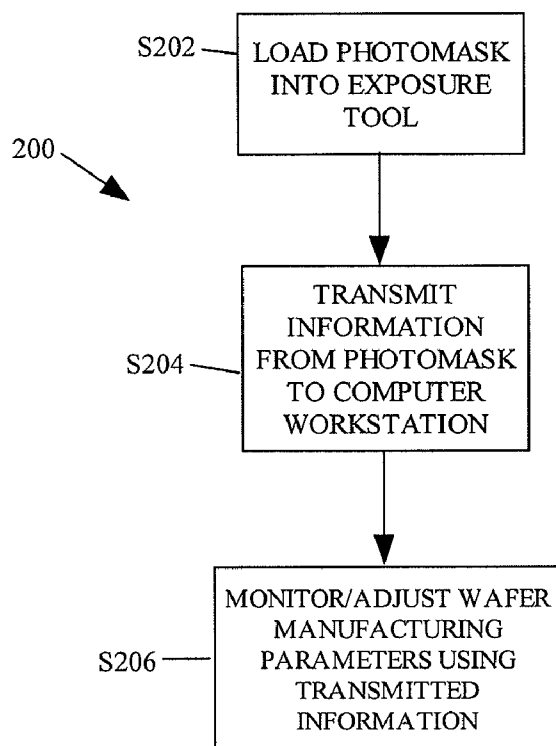 S202
LOAD PHOTOMASK
INTO EXPOSURE
TOOL
200
TRANSMIT
INFORMATION
FROM PHOTOMASK
TO COMPUTER
WORKSTATION
S204
MONITOR/ADJUST WAFER
MANUFACTURING
PARAMETERS USING
TRANSMITTED
INFORMATION
S206